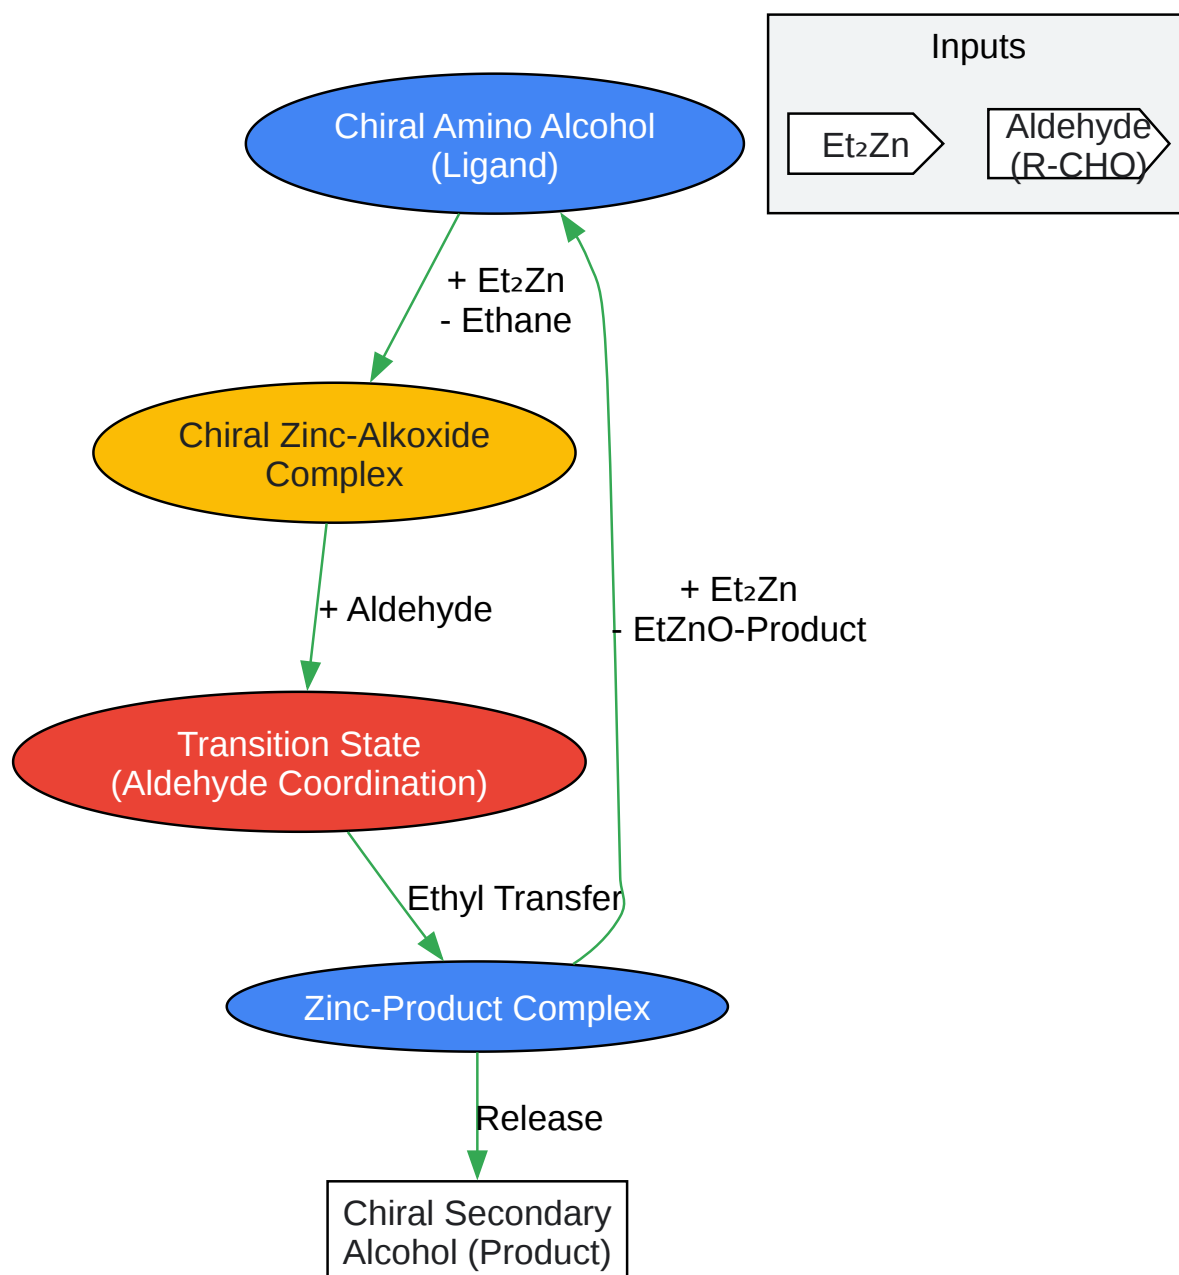 Inputs
Et₂Zn
Aldehyde
(R-CHO)
Chiral Amino Alcohol
(Ligand)
+ Et₂Zn
- Ethane
Chiral Zinc-Alkoxide
Complex
+ Aldehyde
+ Et₂Zn
- EtZnO-Product
Transition State
(Aldehyde Coordination)
Ethyl Transfer
Zinc-Product Complex
Release
Chiral Secondary
Alcohol (Product)